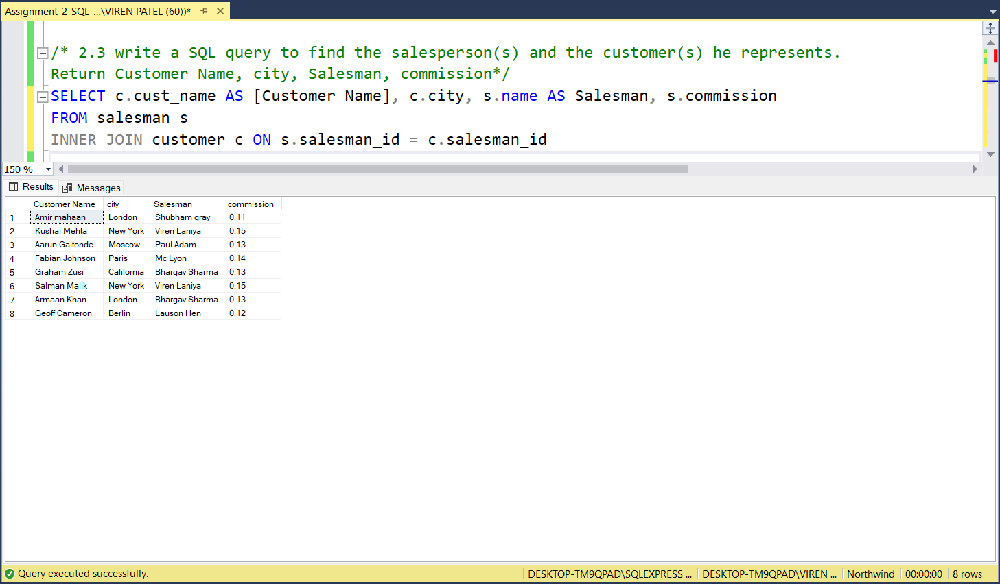 Assignment-2_SQL_...\VIREN PATEL (60))*
/* 2.3 write a SQL query to find the salesperson(s) and the customer(s) he represents.
Return Customer Name, city, Salesman, commission*/
SELECT c.cust_name AS [Customer Name], c.city, s.name AS Salesman, s.commission
FROM salesman s
INNER JOIN customer c ON s.salesman_id = c.salesman_id
150 %
Results Messages
Customer Name city Salesman commission
1 Amir mahaan London Shubham gray 0.11
2 Kushal Mehta New York Viren Laniya 0.15
3 Aarun Gaitonde Moscow Paul Adam 0.13
4 Fabian Johnson Paris Mc Lyon 0.14
5 Graham Zusi California Bhargav Sharma 0.13
6 Salman Malik New York Viren Laniya 0.15
7 Armaan Khan London Bhargav Sharma 0.13
8 Geoff Cameron Berlin Lauson Hen 0.12
Query executed successfully. DESKTOP-TM9QPAD\SQLEXPRESS ... DESKTOP-TM9QPAD\VIREN ... Northwind 00:00:00 8 rows